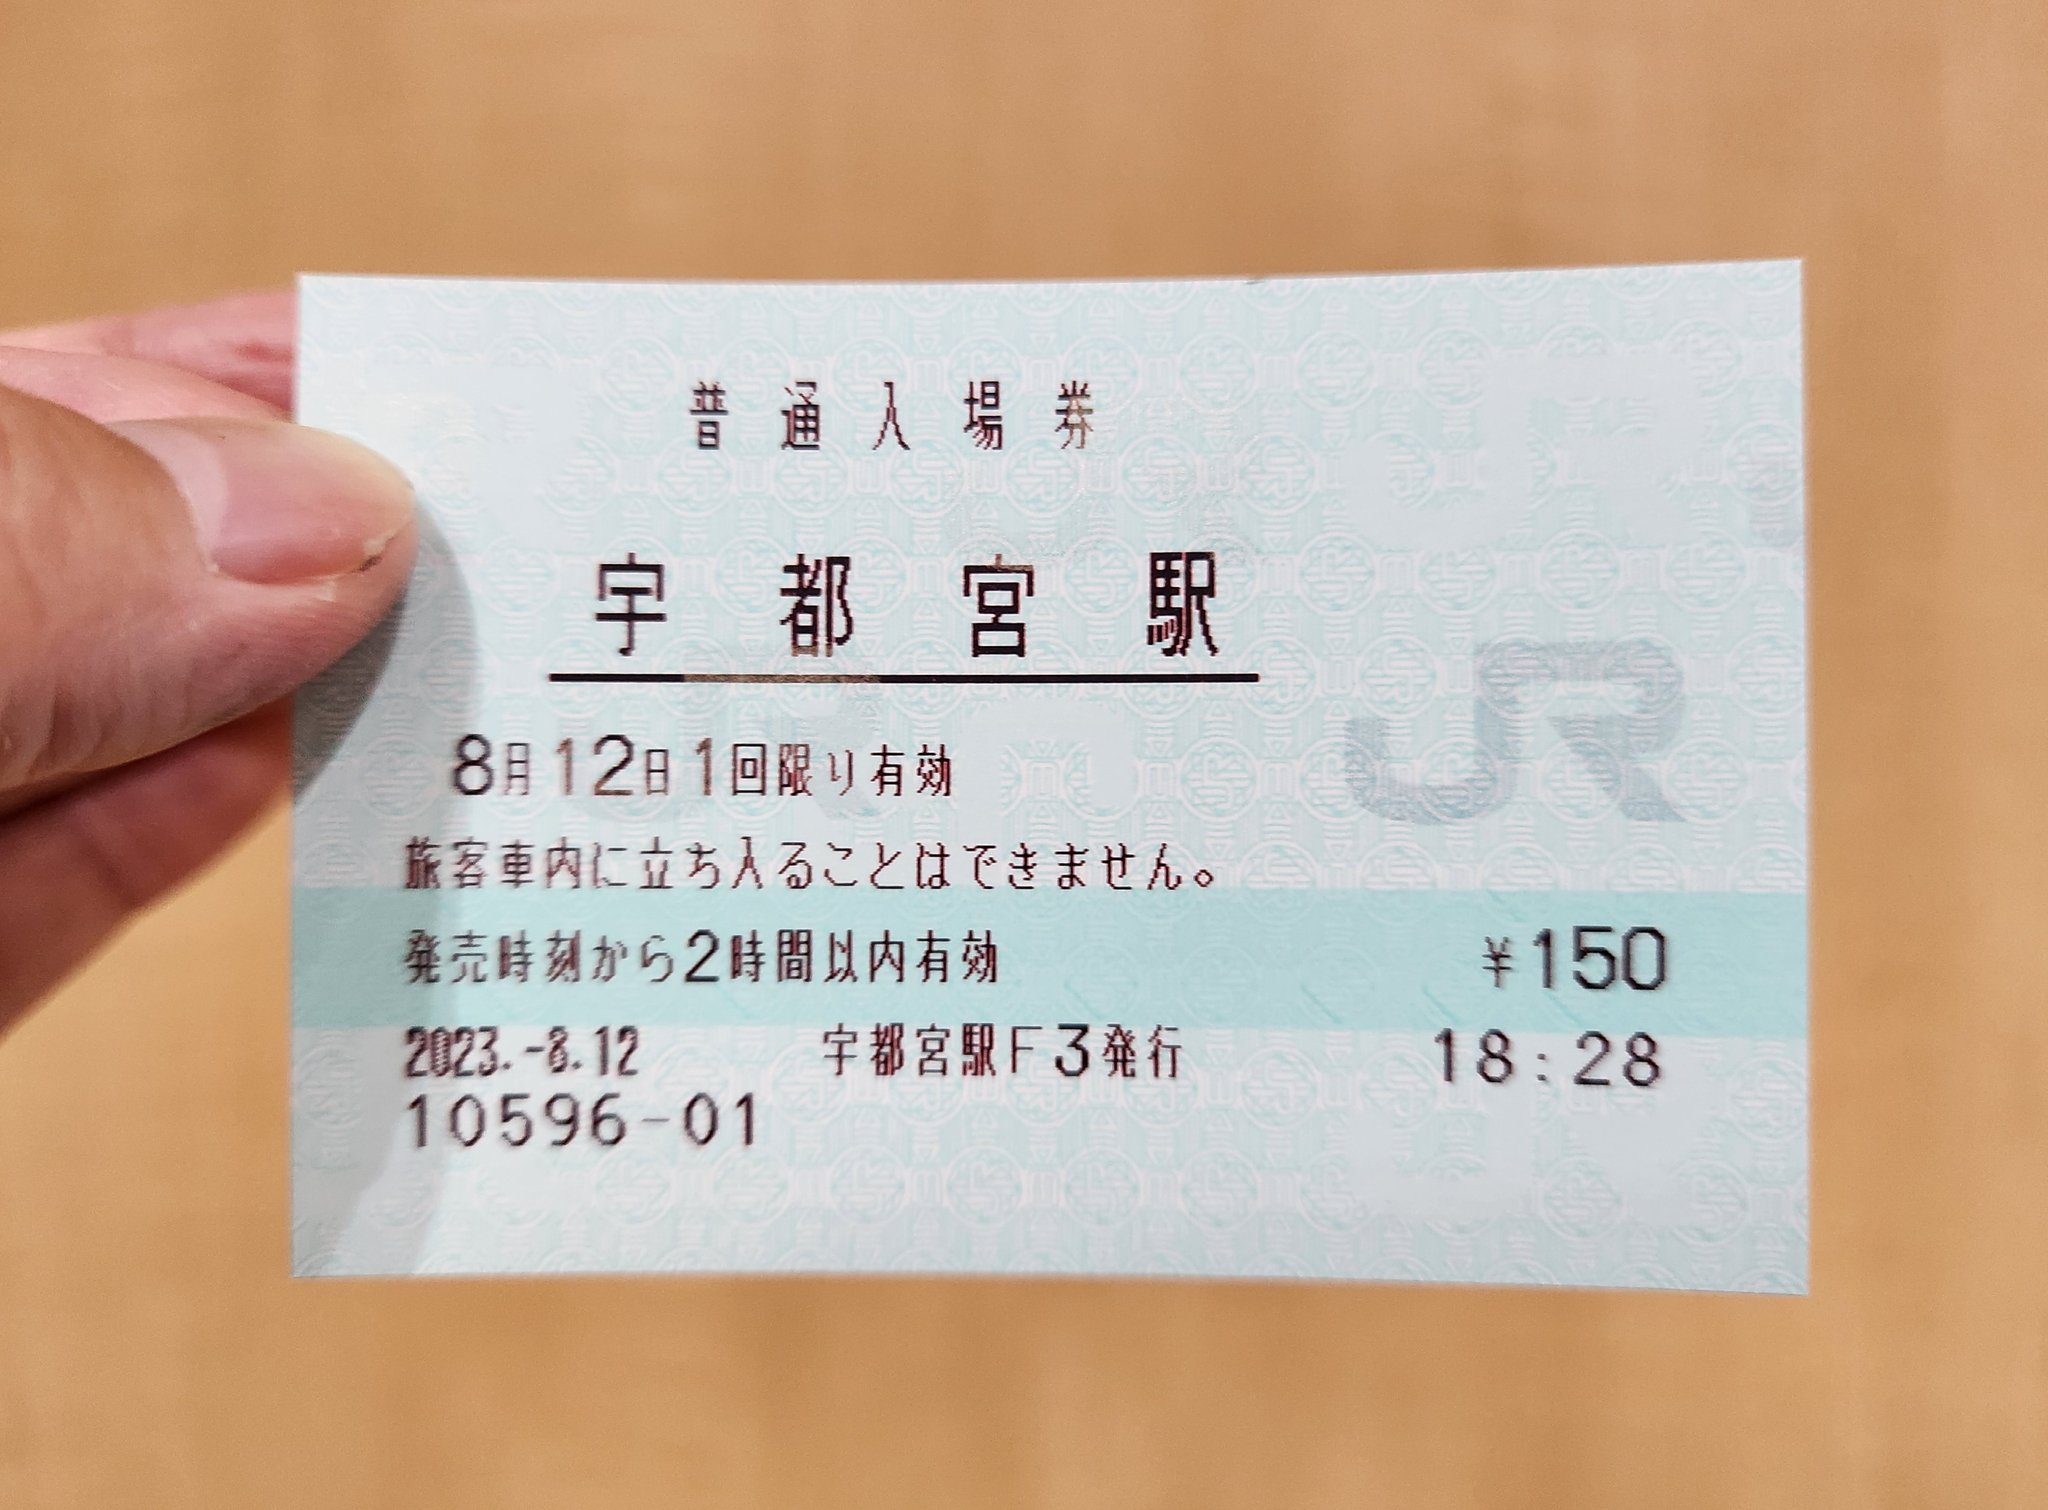 普通入場券
宇都宮駅
JR
8月12日1回限り有効
旅客車内に立ち入ることはできません。
発売時刻から2時間以内有効 ¥150
2023.-8.12 宇都宮駅F3発行 18:28
10596-01